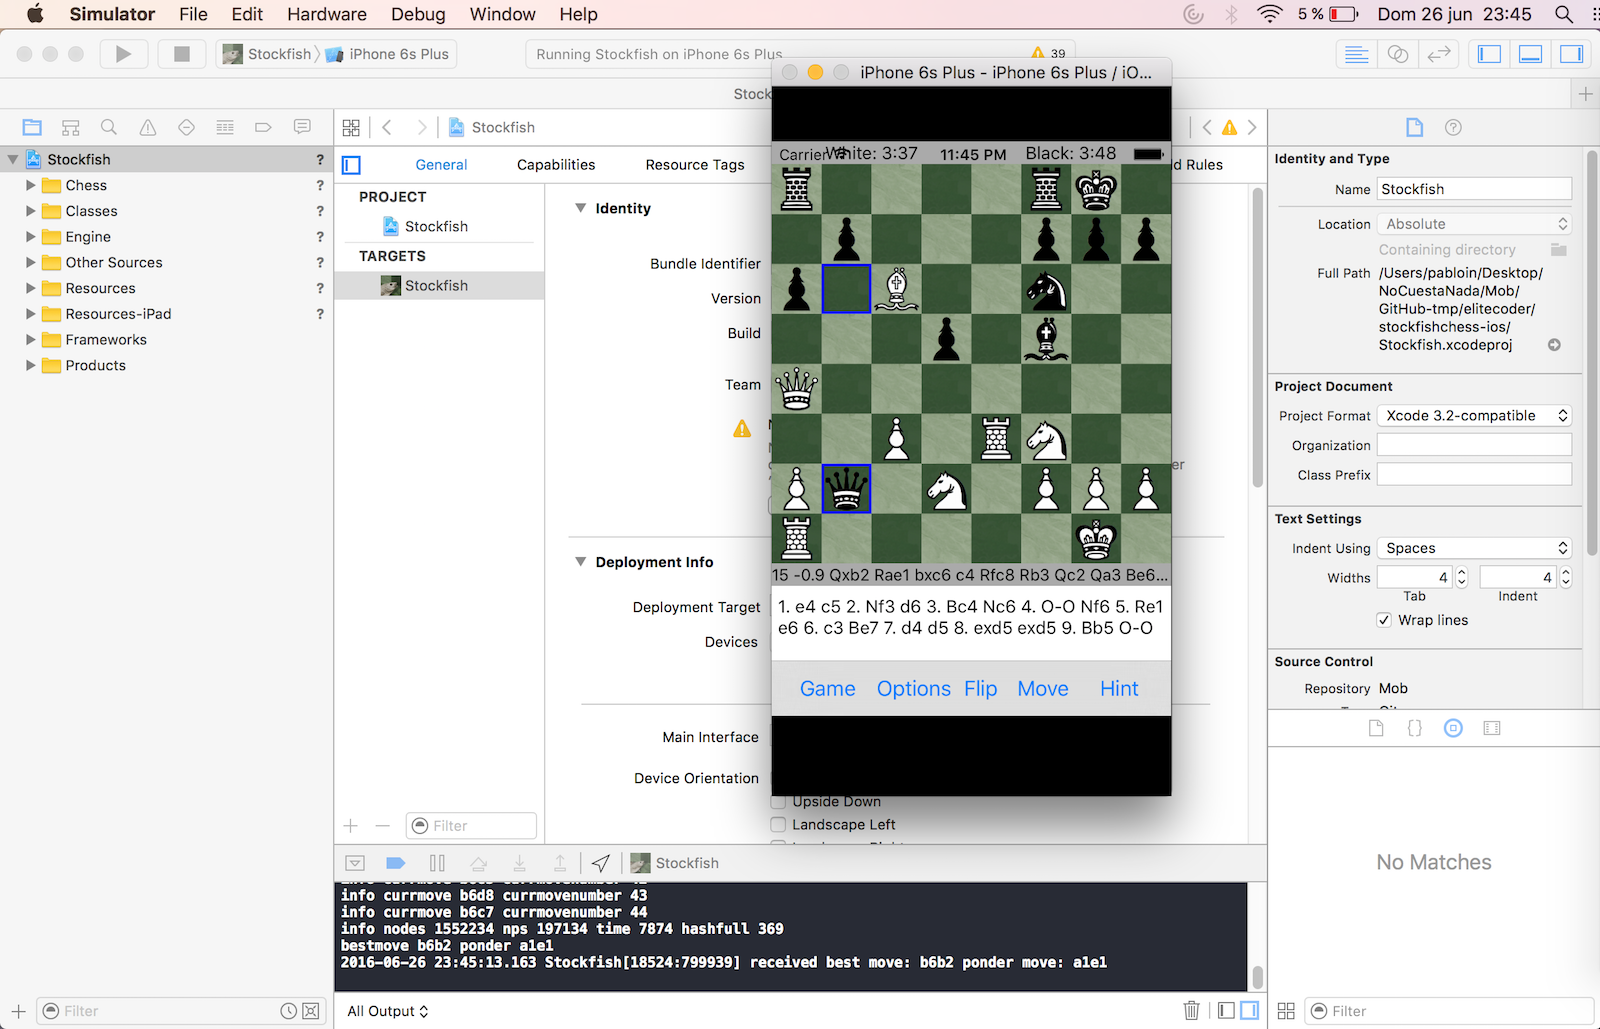 Simulator File Edit Hardware Debug Window Help 5 % Dom 26 jun 23:45
Stockfish iPhone 6s Plus Running Stockfish on iPhone 6s Plus 39
iPhone 6s Plus - iPhone 6s Plus / iO...
Stock
Stockfish
Stockfish ?
Chess ?
Classes ?
Engine ?
Other Sources ?
Resources ?
Resources-iPad ?
Frameworks
Products
Filter
General Capabilities Resource Tags d Rules
PROJECT
Stockfish
TARGETS
Stockfish
Filter
Identity
Bundle Identifier
Version
Build
Team
er
Deployment Info
Deployment Target
Devices
Main Interface
Device Orientation
Upside Down
Landscape Left
Carrier White: 3:37 11:45 PM Black: 3:48
15 -0.9 Qxb2 Rae1 bxc6 c4 Rfc8 Rb3 Qc2 Qa3 Be6...
1. e4 c5 2. Nf3 d6 3. Bc4 Nc6 4. O-O Nf6 5. Re1
e6 6. c3 Be7 7. d4 d5 8. exd5 exd5 9. Bb5 O-O
Game Options Flip Move Hint
Stockfish
info currmove b6d8 currmovenumber 43
info currmove b6c7 currmovenumber 44
info nodes 1552234 nps 197134 time 7874 hashfull 369
bestmove b6b2 ponder a1e1
2016-06-26 23:45:13.163 Stockfish[18524:799939] received best move: b6b2 ponder move: a1e1
All Output
Identity and Type
Name Stockfish
Location Absolute
Containing directory
Full Path /Users/pabloin/Desktop/
NoCuestaNada/Mob/
GitHub-tmp/elitecoder/
stockfishchess-ios/
Stockfish.xcodeproj
Project Document
Project Format Xcode 3.2-compatible
Organization
Class Prefix
Text Settings
Indent Using Spaces
Widths 4 4
Tab Indent
Wrap lines
Source Control
Repository Mob
No Matches
Filter